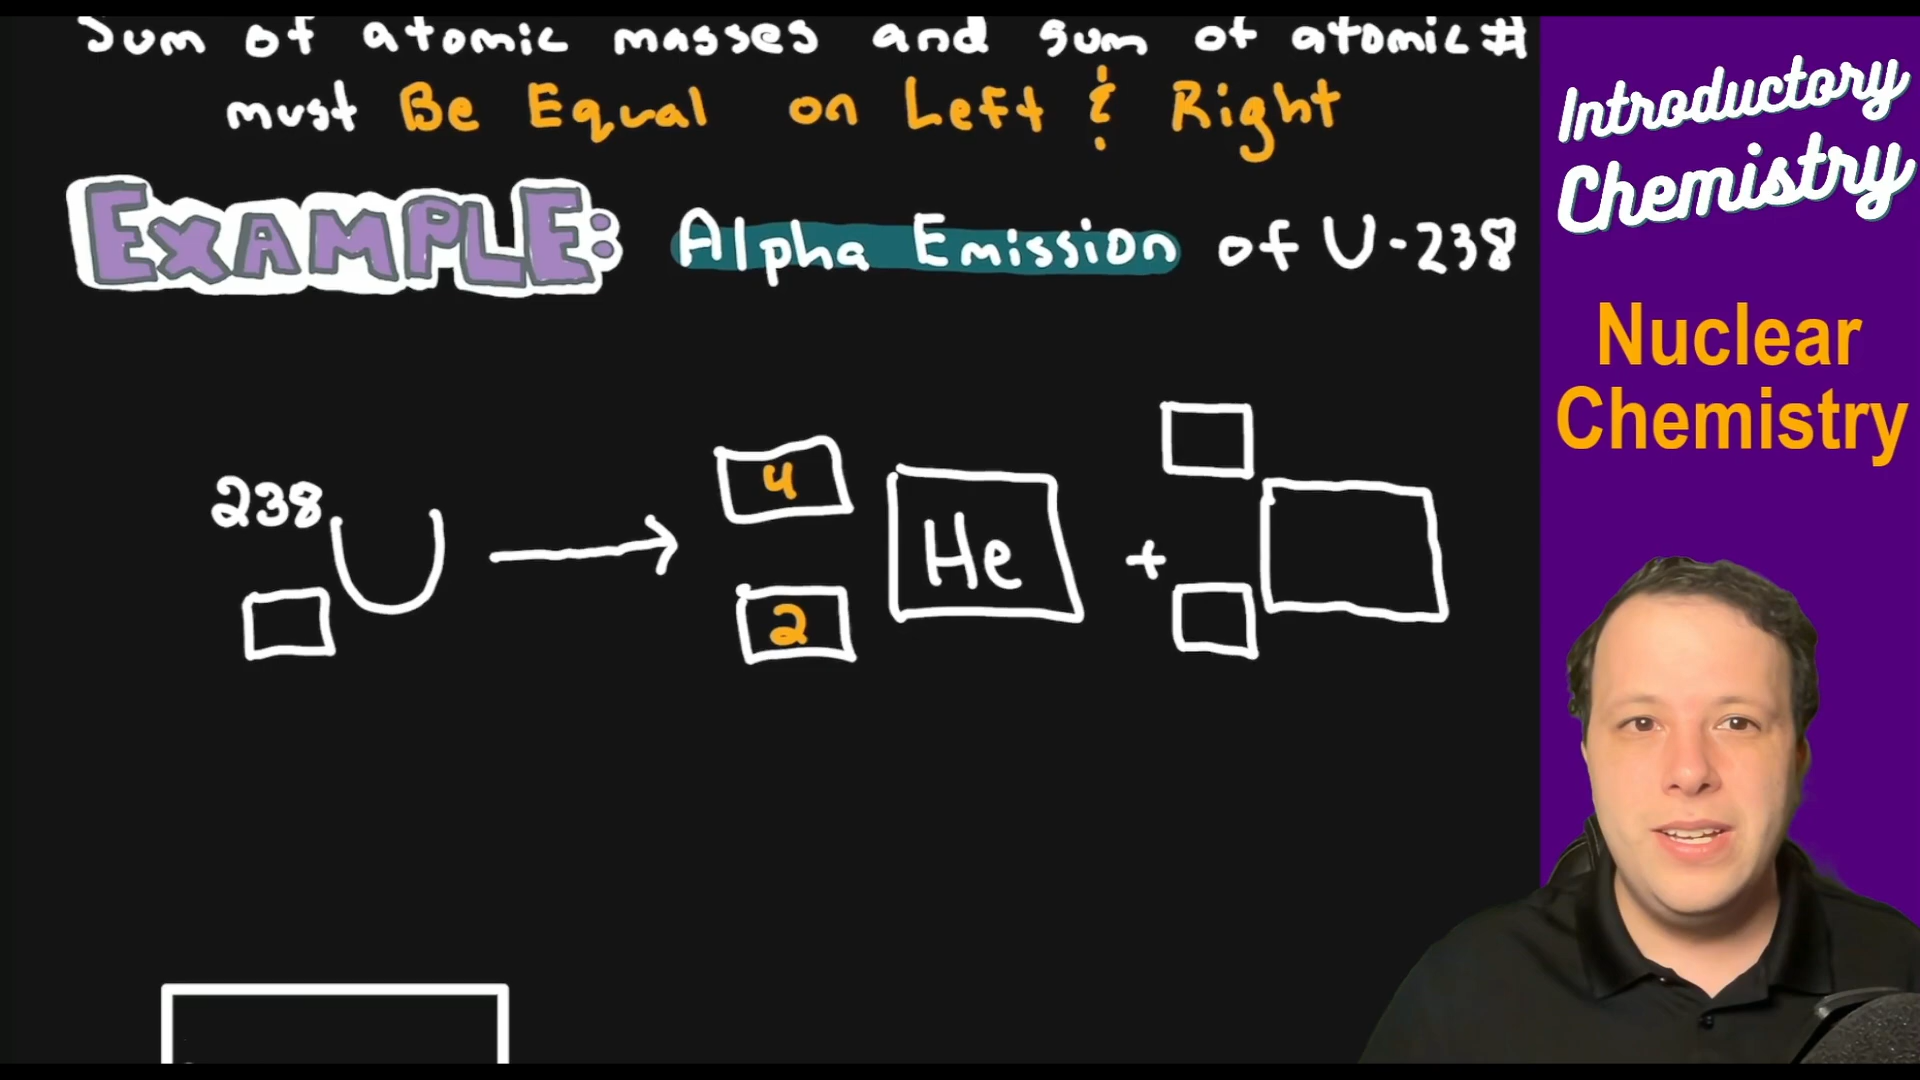 Sum of atomic masses and sum of atomic #
must Be Equal on Left & Right
EXAMPLE: Alpha Emission of U-238
238
U
4
2
He
+
Introductory
Chemistry
Nuclear
Chemistry